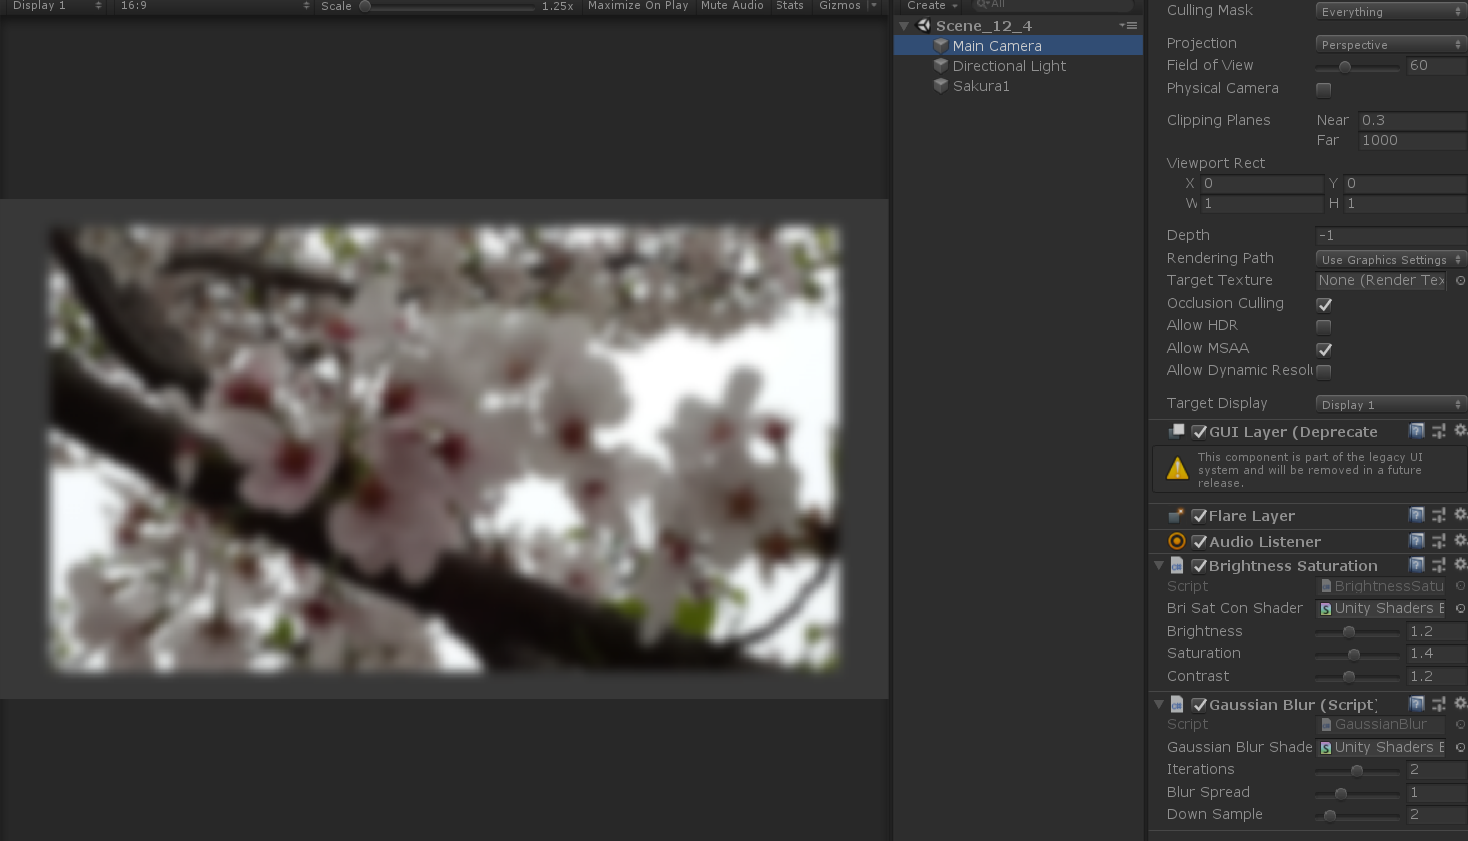 Display 1
16:9
Scale
1.25x
Maximize On Play
Mute Audio
Stats
Gizmos
Create
All
Scene_12_4
Main Camera
Directional Light
Sakura1
Culling Mask
Everything
Projection
Perspective
Field of View
60
Physical Camera
Clipping Planes
Near
0.3
Far
1000
Viewport Rect
X
0
Y
0
W
1
H
1
Depth
-1
Rendering Path
Use Graphics Settings
Target Texture
None (Render Tex
Occlusion Culling
Allow HDR
Allow MSAA
Allow Dynamic Resolu
Target Display
Display 1
GUI Layer (Deprecate
This component is part of the legacy UI
system and will be removed in a future
release.
Flare Layer
Audio Listener
Brightness Saturation
Script
BrightnessSatu
Bri Sat Con Shader
Unity Shaders B
Brightness
1.2
Saturation
1.4
Contrast
1.2
Gaussian Blur (Script)
Script
GaussianBlur
Gaussian Blur Shade
Unity Shaders B
Iterations
2
Blur Spread
1
Down Sample
2